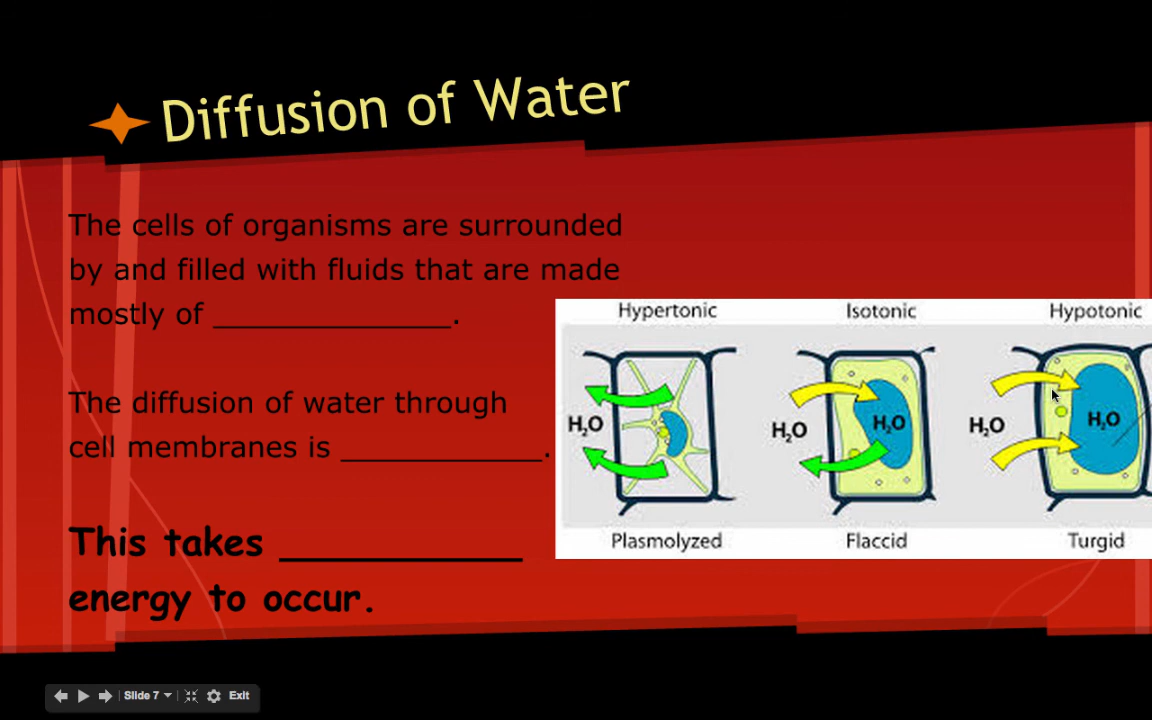 Diffusion of Water
The cells of organisms are surrounded
by and filled with fluids that are made
mostly of ______________.
The diffusion of water through
cell membranes is ____________.
This takes ___________
energy to occur.
Hypertonic Isotonic Hypotonic
H₂O H₂O H₂O H₂O H₂O
Plasmolyzed Flaccid Turgid
Slide 7 Exit